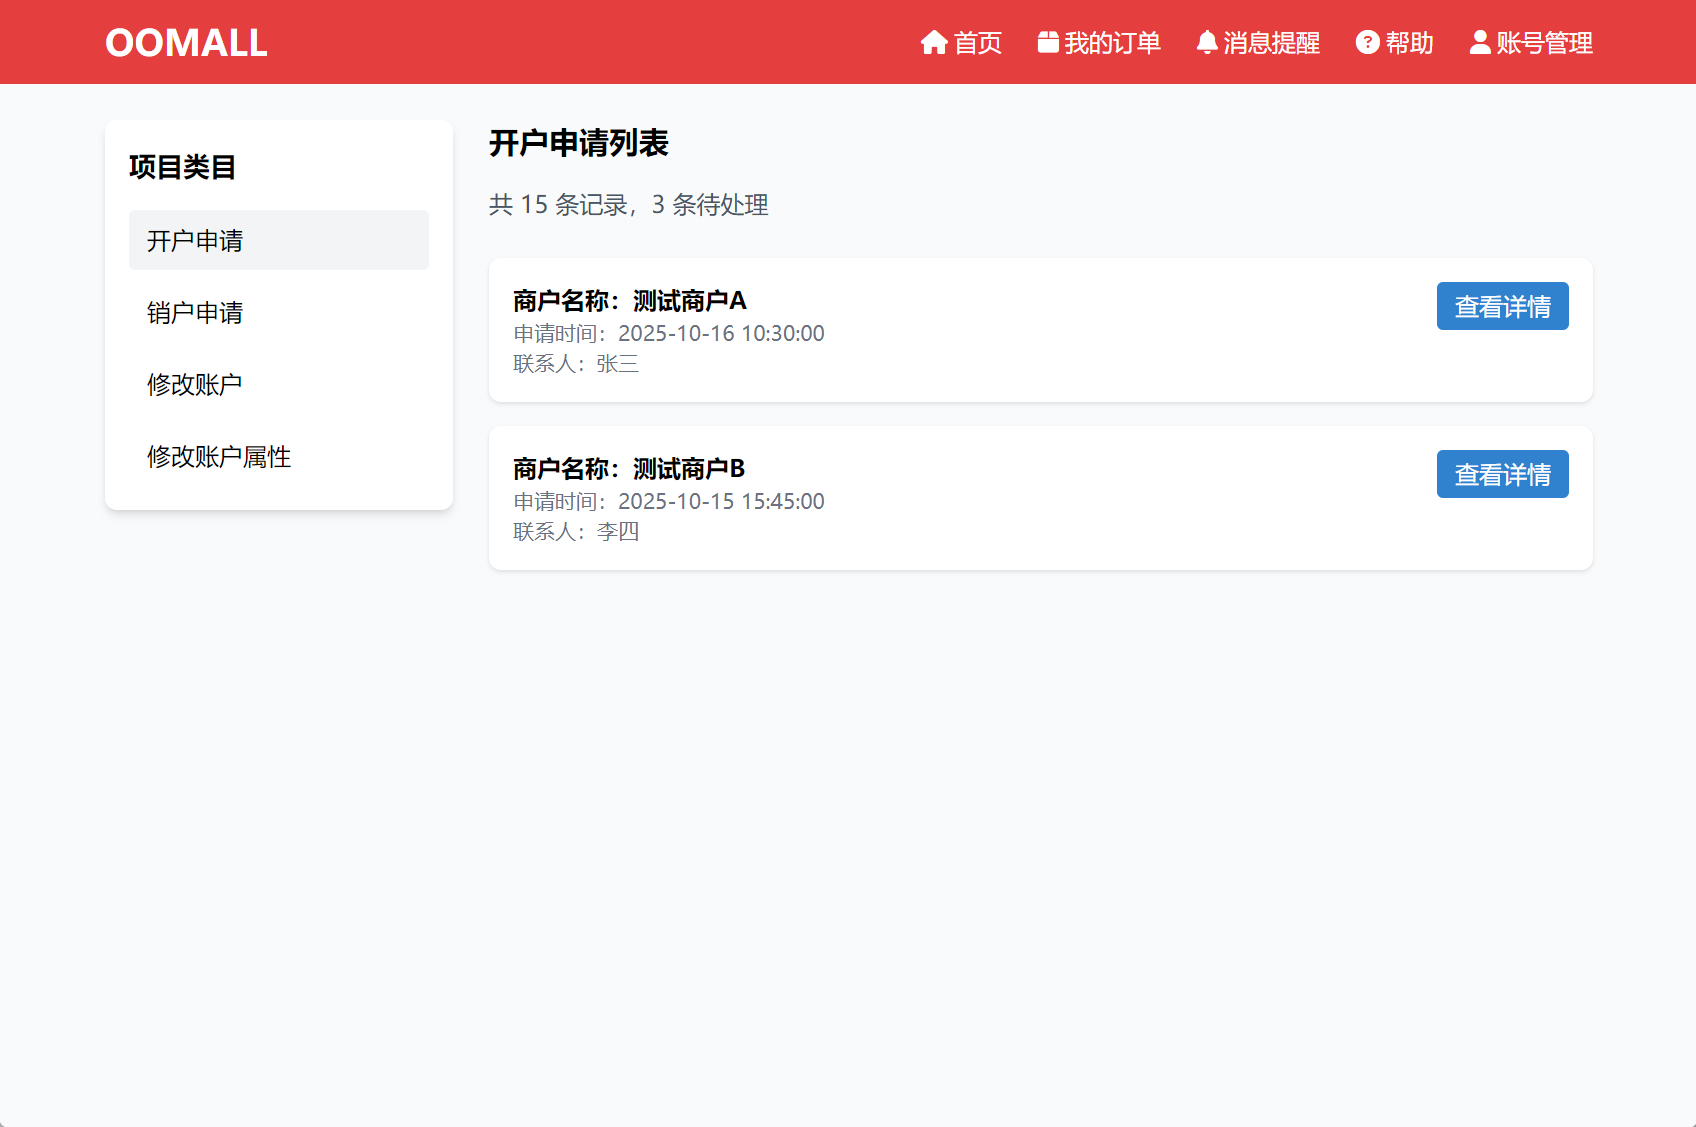 OOMALL
首页 我的订单 消息提醒 帮助 账号管理
项目类目
开户申请
销户申请
修改账户
修改账户属性
开户申请列表
共 15 条记录，3 条待处理
商户名称：测试商户A
申请时间：2025-10-16 10:30:00
联系人：张三
查看详情
商户名称：测试商户B
申请时间：2025-10-15 15:45:00
联系人：李四
查看详情